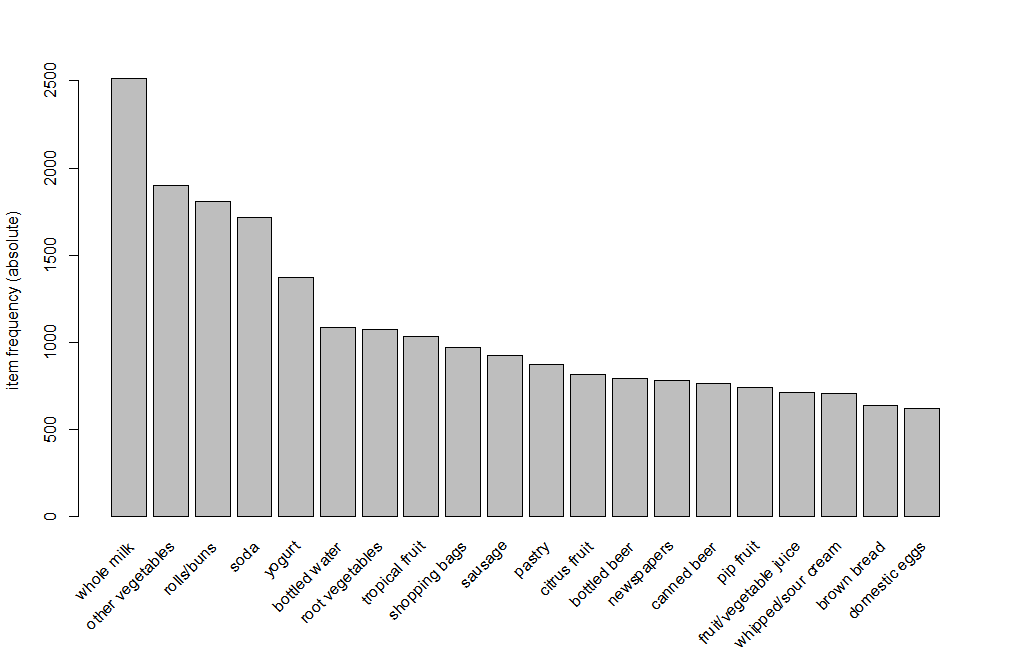 item frequency (absolute)
2500
2000
1500
1000
500
0
whole milk
other vegetables
rolls/buns
soda
yogurt
bottled water
root vegetables
tropical fruit
shopping bags
sausage
pastry
citrus fruit
bottled beer
newspapers
canned beer
pip fruit
fruit/vegetable juice
whipped/sour cream
brown bread
domestic eggs